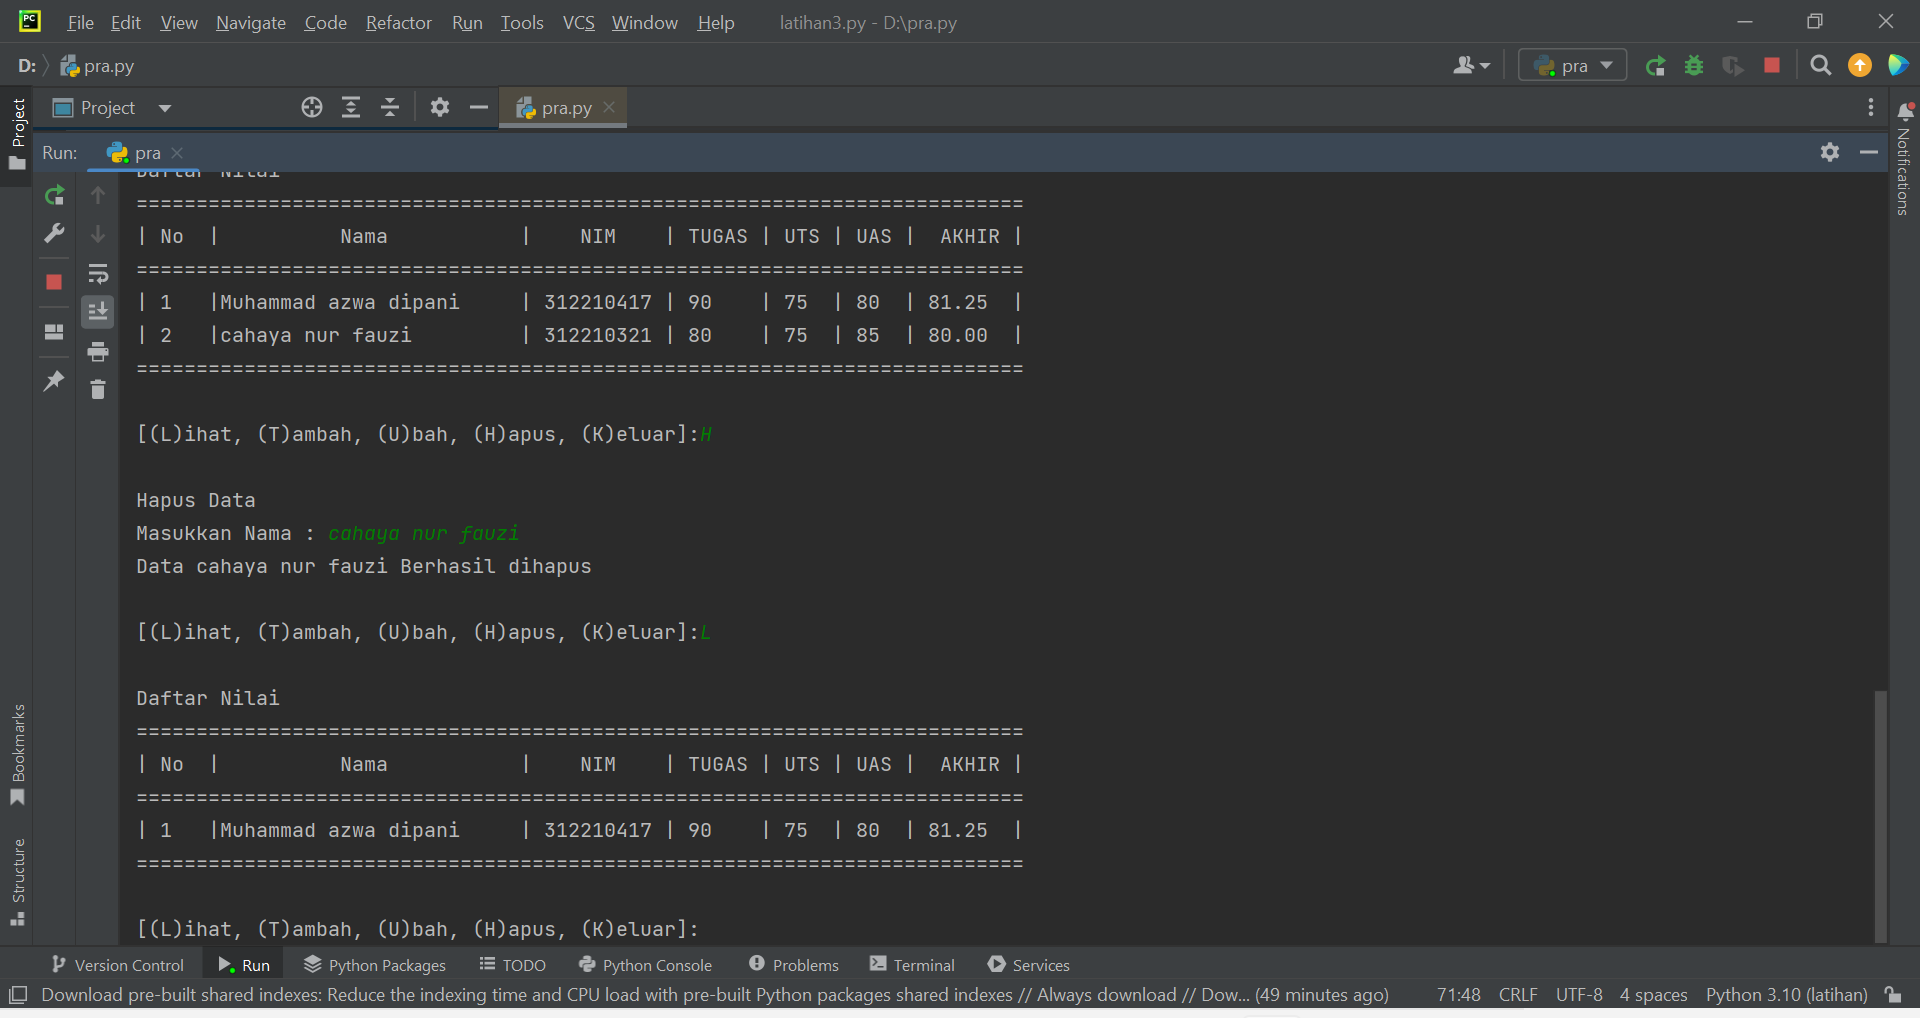 File Edit View Navigate Code Refactor Run Tools VCS Window Help latihan3.py - D:\pra.py
D: pra.py pra
Project pra.py
Run: pra
Daftar Nilai
==========================================================================
| No  |          Nama           |    NIM    | TUGAS | UTS | UAS |  AKHIR |
==========================================================================
| 1   |Muhammad azwa dipani     | 312210417 | 90    | 75  | 80  | 81.25  |
| 2   |cahaya nur fauzi         | 312210321 | 80    | 75  | 85  | 80.00  |
==========================================================================
[(L)ihat, (T)ambah, (U)bah, (H)apus, (K)eluar]:H
Hapus Data
Masukkan Nama : cahaya nur fauzi
Data cahaya nur fauzi Berhasil dihapus
[(L)ihat, (T)ambah, (U)bah, (H)apus, (K)eluar]:L
Daftar Nilai
==========================================================================
| No  |          Nama           |    NIM    | TUGAS | UTS | UAS |  AKHIR |
==========================================================================
| 1   |Muhammad azwa dipani     | 312210417 | 90    | 75  | 80  | 81.25  |
==========================================================================
[(L)ihat, (T)ambah, (U)bah, (H)apus, (K)eluar]:
Project
Bookmarks
Structure
Notifications
Version Control Run Python Packages TODO Python Console Problems Terminal Services
Download pre-built shared indexes: Reduce the indexing time and CPU load with pre-built Python packages shared indexes // Always download // Dow... (49 minutes ago) 71:48 CRLF UTF-8 4 spaces Python 3.10 (latihan)